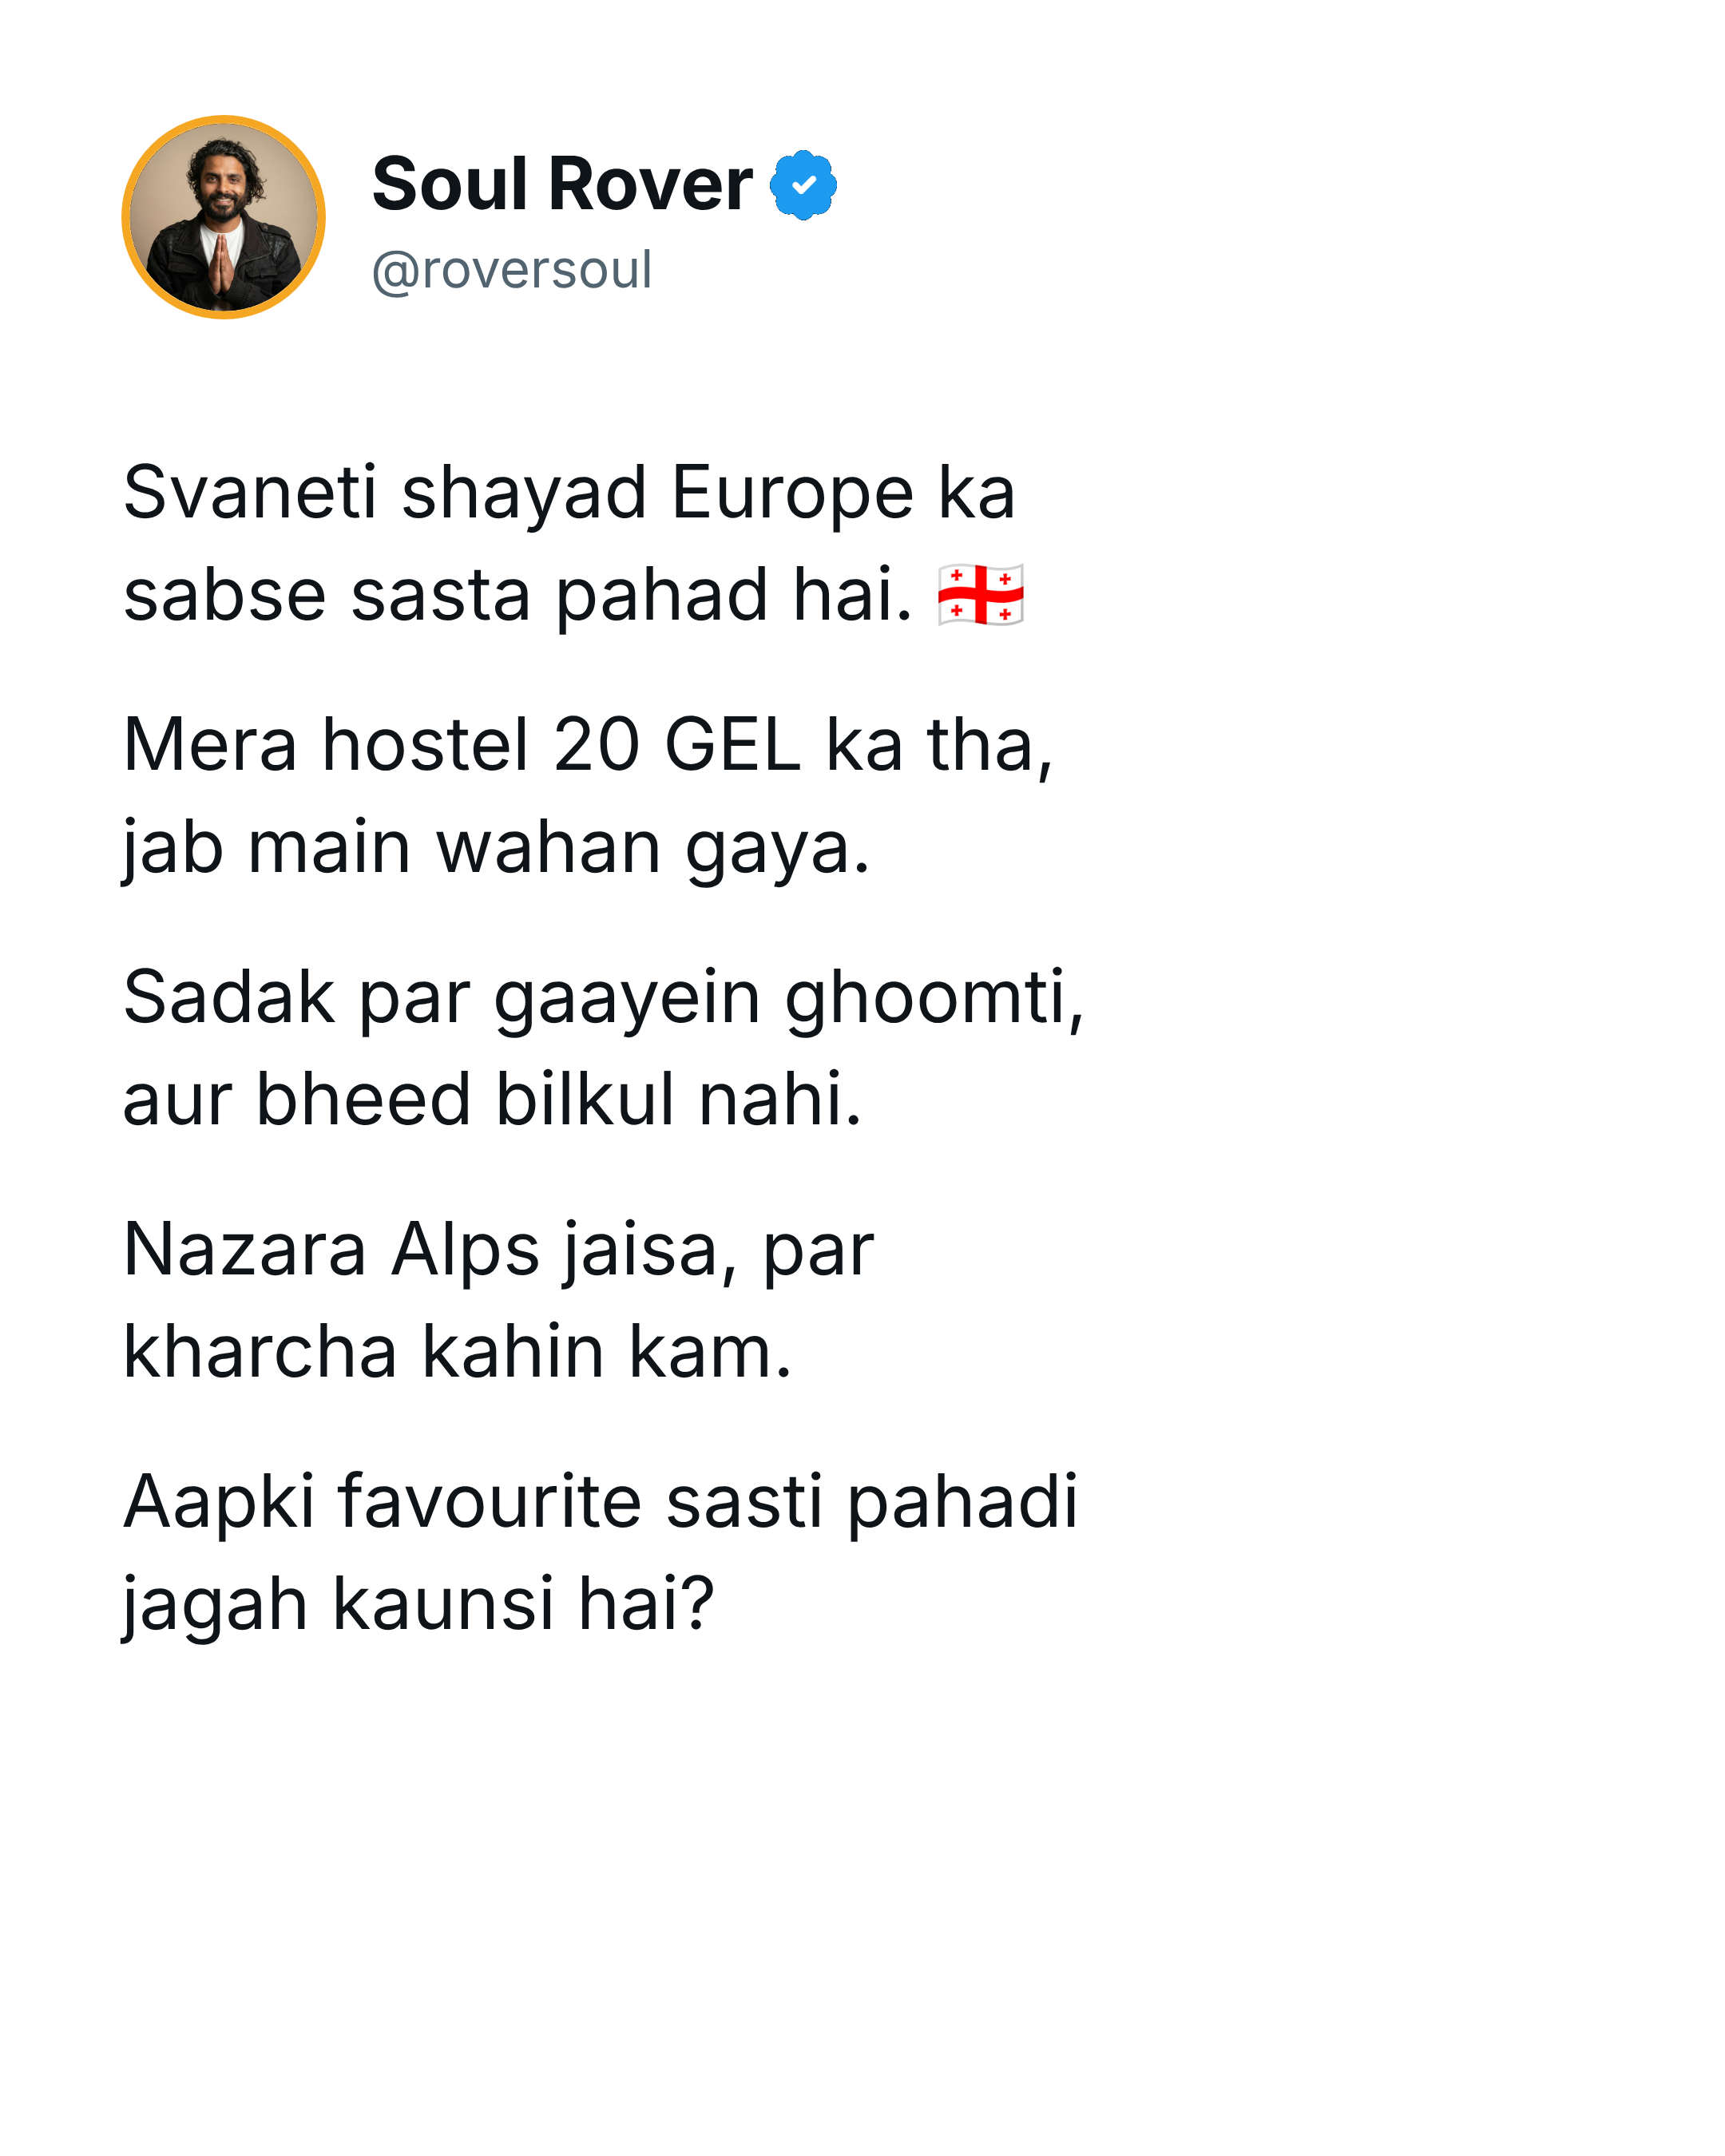 Soul Rover
@roversoul
Svaneti shayad Europe ka
sabse sasta pahad hai. 🇬🇪
Mera hostel 20 GEL ka tha,
jab main wahan gaya.
Sadak par gaayein ghoomti,
aur bheed bilkul nahi.
Nazara Alps jaisa, par
kharcha kahin kam.
Aapki favourite sasti pahadi
jagah kaunsi hai?